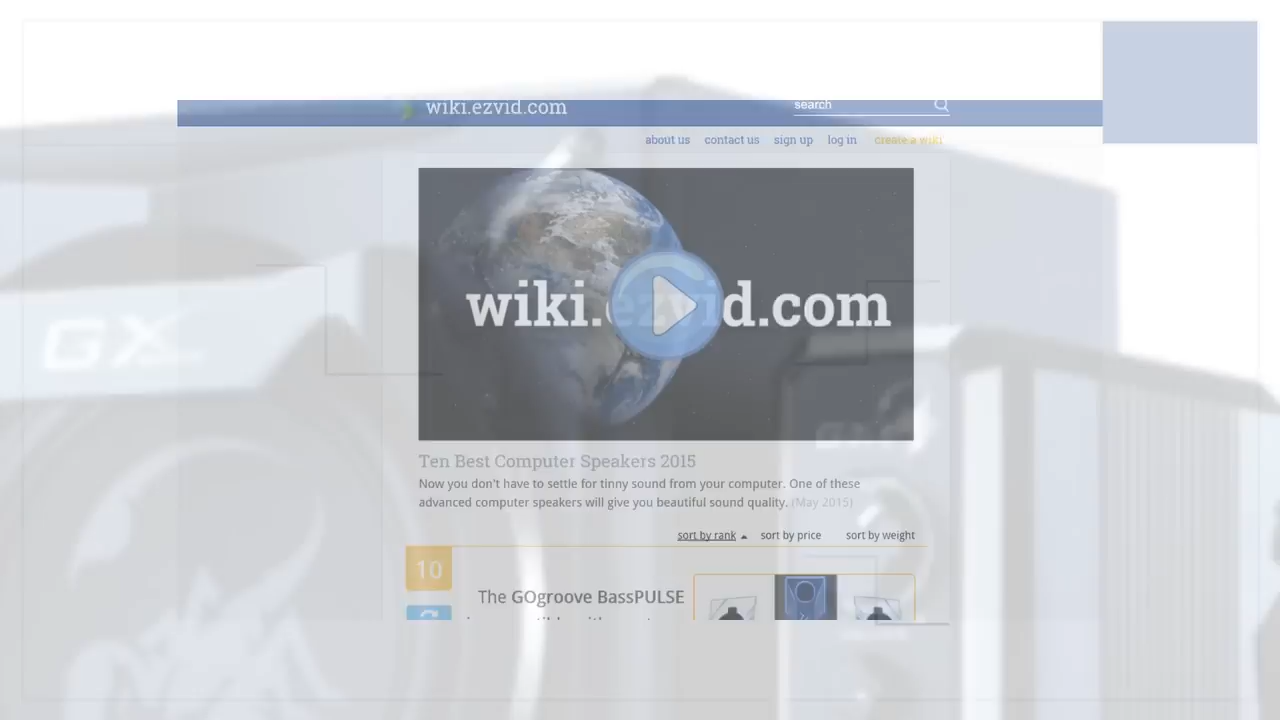 wiki.ezvid.com
search
about us contact us sign up log in create a wiki
wiki.ezvid.com
GX
Ten Best Computer Speakers 2015
Now you don't have to settle for tinny sound from your computer. One of these
advanced computer speakers will give you beautiful sound quality. (May 2015)
sort by rank sort by price sort by weight
10
The GOgroove BassPULSE